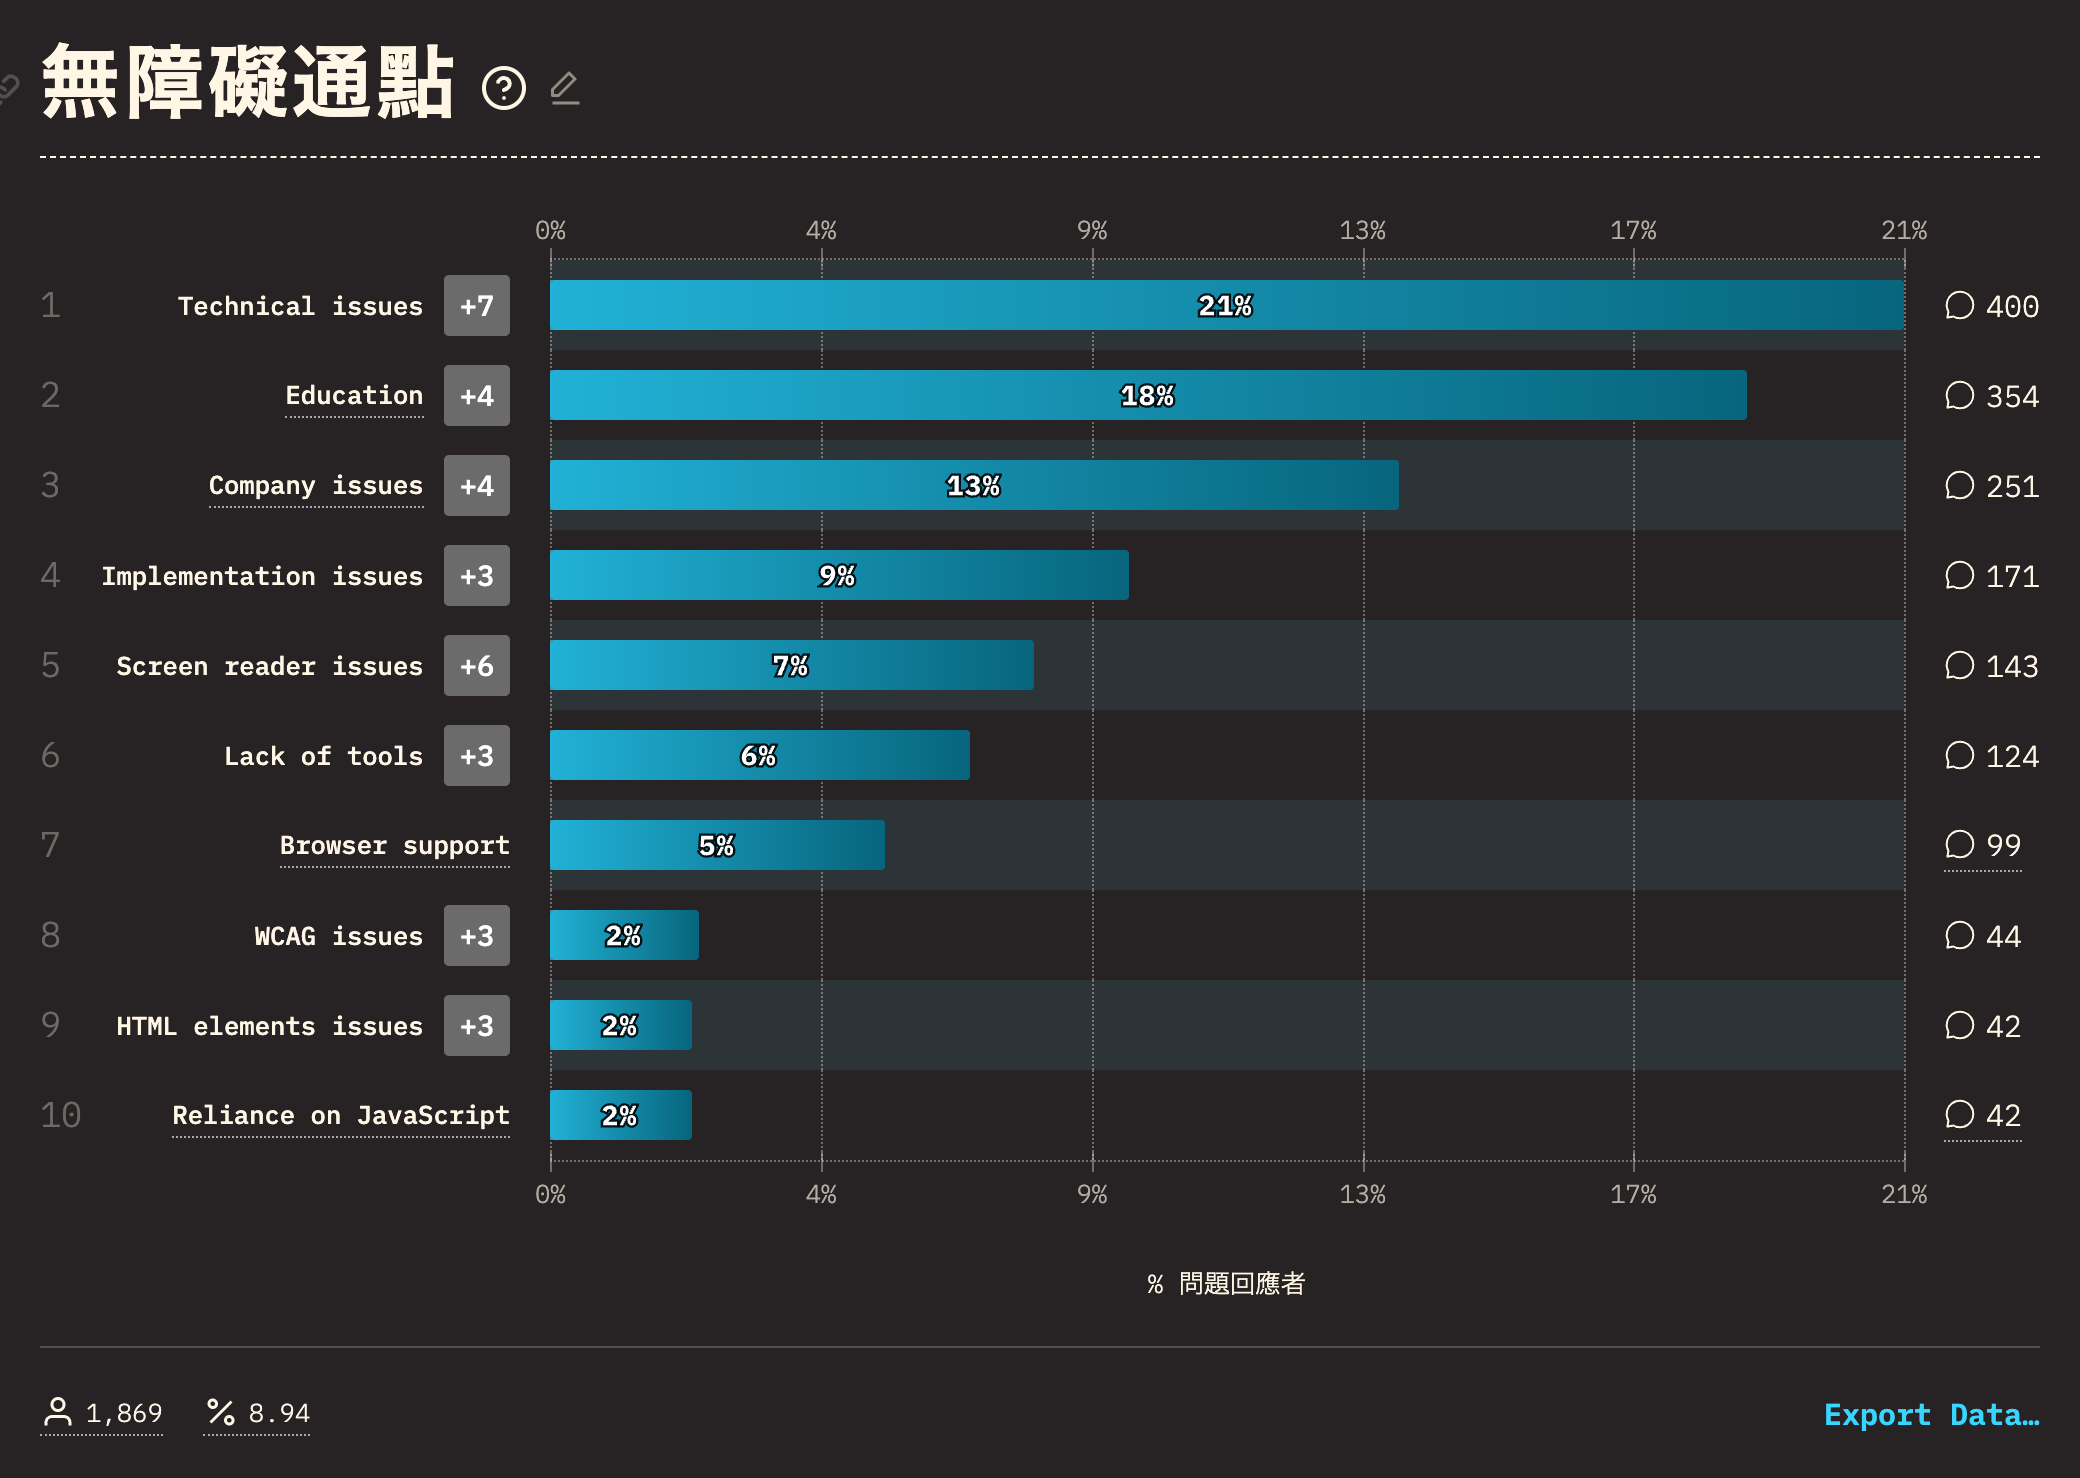 無障礙通點
0% 4% 9% 13% 17% 21%
1 Technical issues +7 21% 400
2 Education +4 18% 354
3 Company issues +4 13% 251
4 Implementation issues +3 9% 171
5 Screen reader issues +6 7% 143
6 Lack of tools +3 6% 124
7 Browser support 5% 99
8 WCAG issues +3 2% 44
9 HTML elements issues +3 2% 42
10 Reliance on JavaScript 2% 42
0% 4% 9% 13% 17% 21%
% 問題回應者
1,869 % 8.94 Export Data…